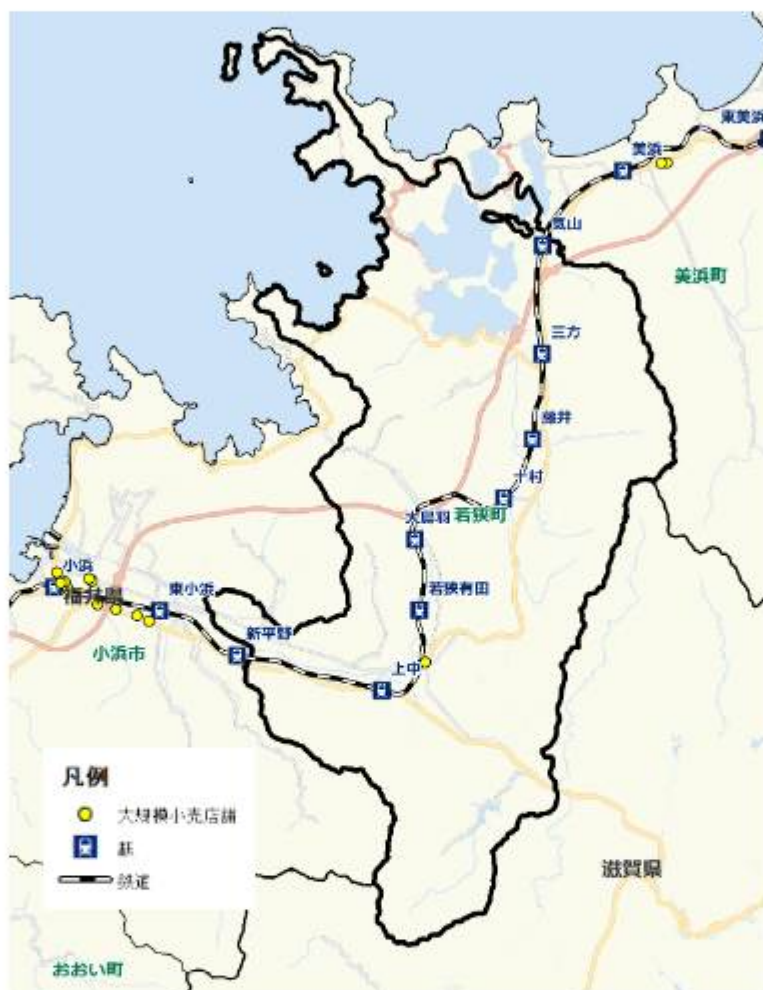 東美浜
美浜
気山
美浜町
三方
藤井
十村
若狭町
大鳥羽
小浜
福井県
東小浜
若狭有田
新平野
小浜市
上中
凡例
大規模小売店舗
駅
鉄道
滋賀県
おおい町